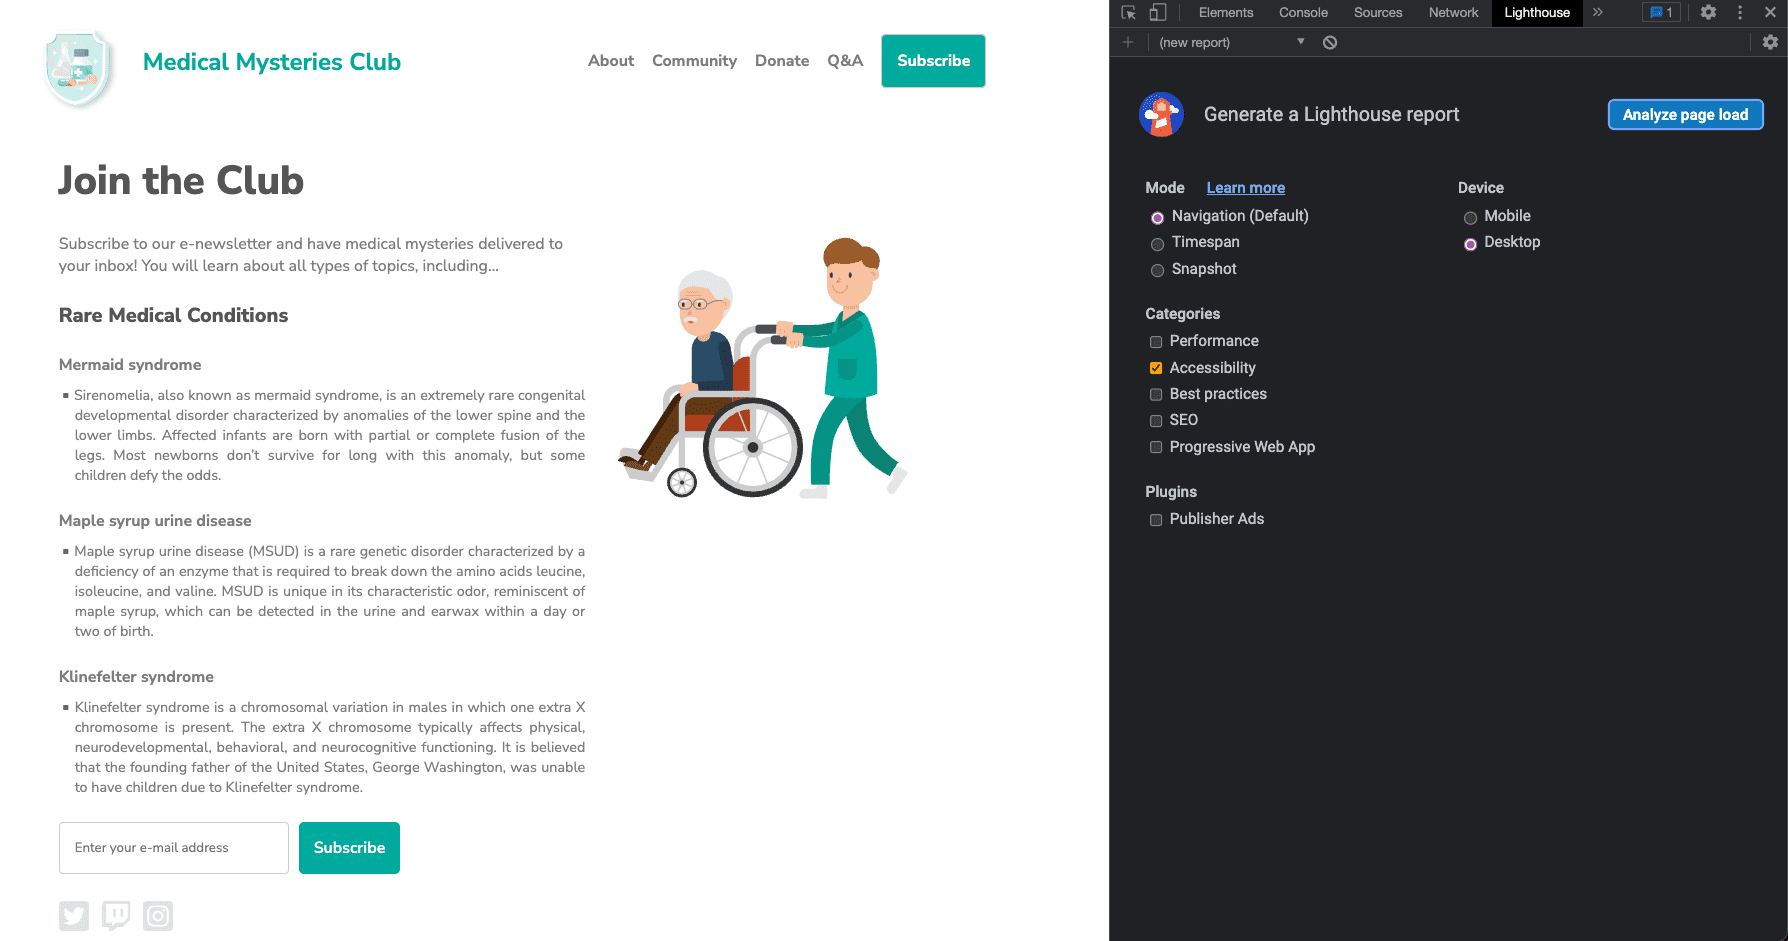 Medical Mysteries Club
About Community Donate Q&A Subscribe
Join the Club
Subscribe to our e-newsletter and have medical mysteries delivered to
your inbox! You will learn about all types of topics, including...
Rare Medical Conditions
Mermaid syndrome
Sirenomelia, also known as mermaid syndrome, is an extremely rare congenital
developmental disorder characterized by anomalies of the lower spine and the
lower limbs. Affected infants are born with partial or complete fusion of the
legs. Most newborns don't survive for long with this anomaly, but some
children defy the odds.
Maple syrup urine disease
Maple syrup urine disease (MSUD) is a rare genetic disorder characterized by a
deficiency of an enzyme that is required to break down the amino acids leucine,
isoleucine, and valine. MSUD is unique in its characteristic odor, reminiscent of
maple syrup, which can be detected in the urine and earwax within a day or
two of birth.
Klinefelter syndrome
Klinefelter syndrome is a chromosomal variation in males in which one extra X
chromosome is present. The extra X chromosome typically affects physical,
neurodevelopmental, behavioral, and neurocognitive functioning. It is believed
that the founding father of the United States, George Washington, was unable
to have children due to Klinefelter syndrome.
Enter your e-mail address
Subscribe
Elements Console Sources Network Lighthouse 1
(new report)
Generate a Lighthouse report
Analyze page load
Mode Learn more
Navigation (Default)
Timespan
Snapshot
Device
Mobile
Desktop
Categories
Performance
Accessibility
Best practices
SEO
Progressive Web App
Plugins
Publisher Ads